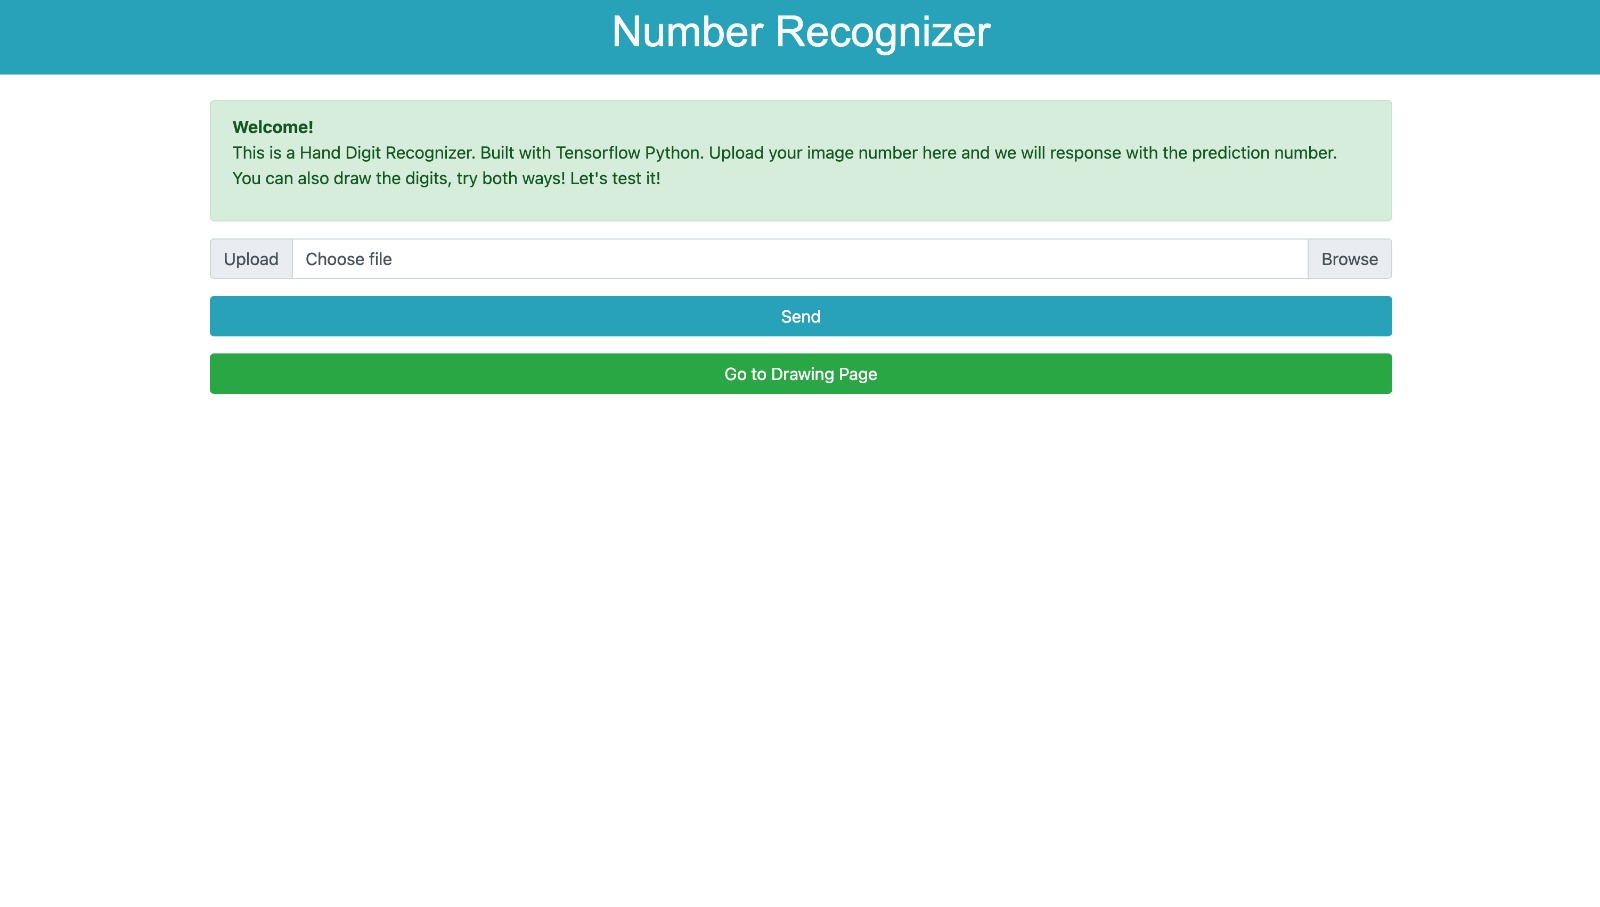 Number Recognizer
Welcome!
This is a Hand Digit Recognizer. Built with Tensorflow Python. Upload your image number here and we will response with the prediction number.
You can also draw the digits, try both ways! Let's test it!
Upload Choose file Browse
Send
Go to Drawing Page